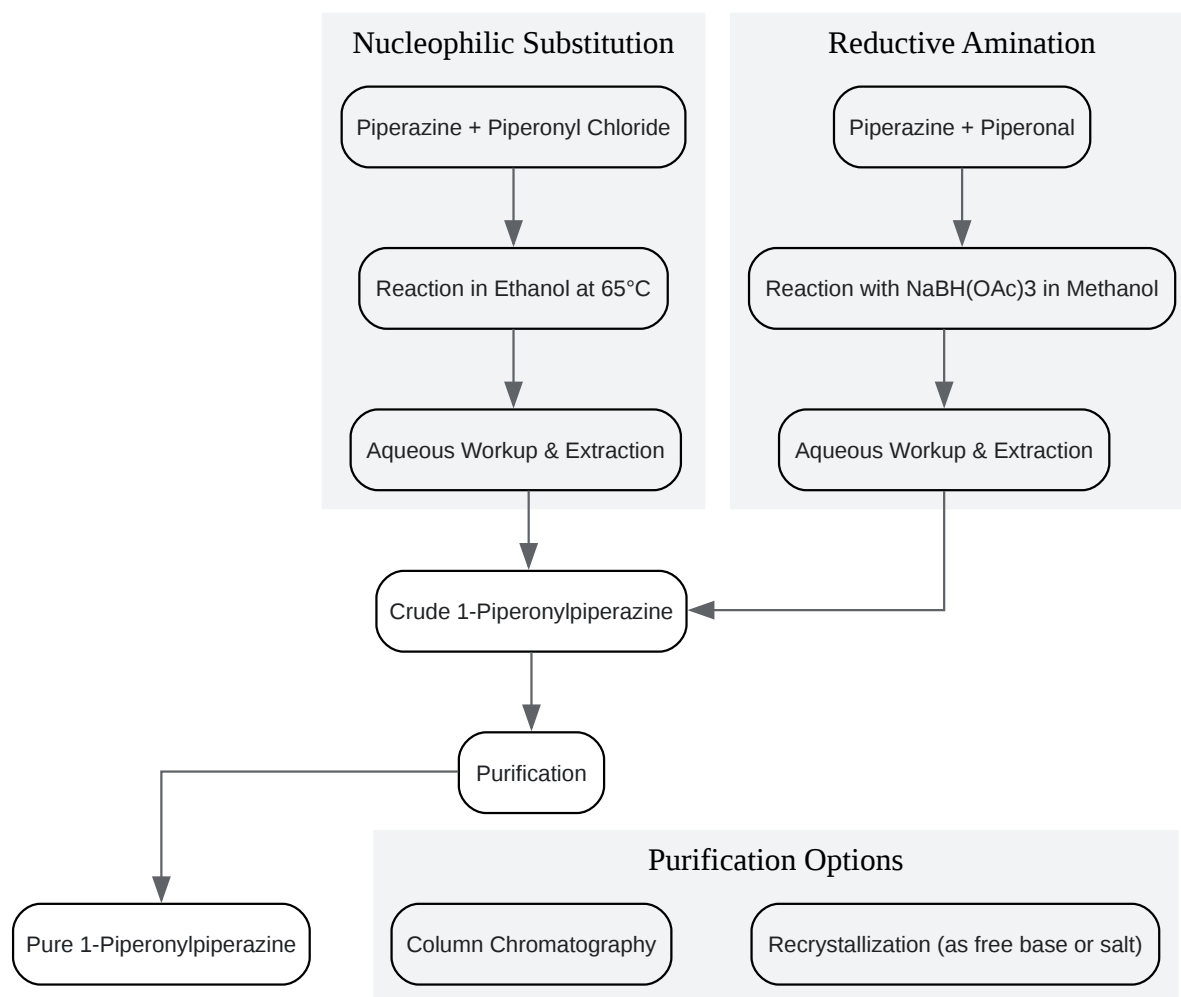 Nucleophilic Substitution
Piperazine + Piperonyl Chloride
Reaction in Ethanol at 65°C
Aqueous Workup & Extraction
Reductive Amination
Piperazine + Piperonal
Reaction with NaBH(OAc)3 in Methanol
Aqueous Workup & Extraction
Crude 1-Piperonylpiperazine
Purification
Pure 1-Piperonylpiperazine
Purification Options
Column Chromatography
Recrystallization (as free base or salt)